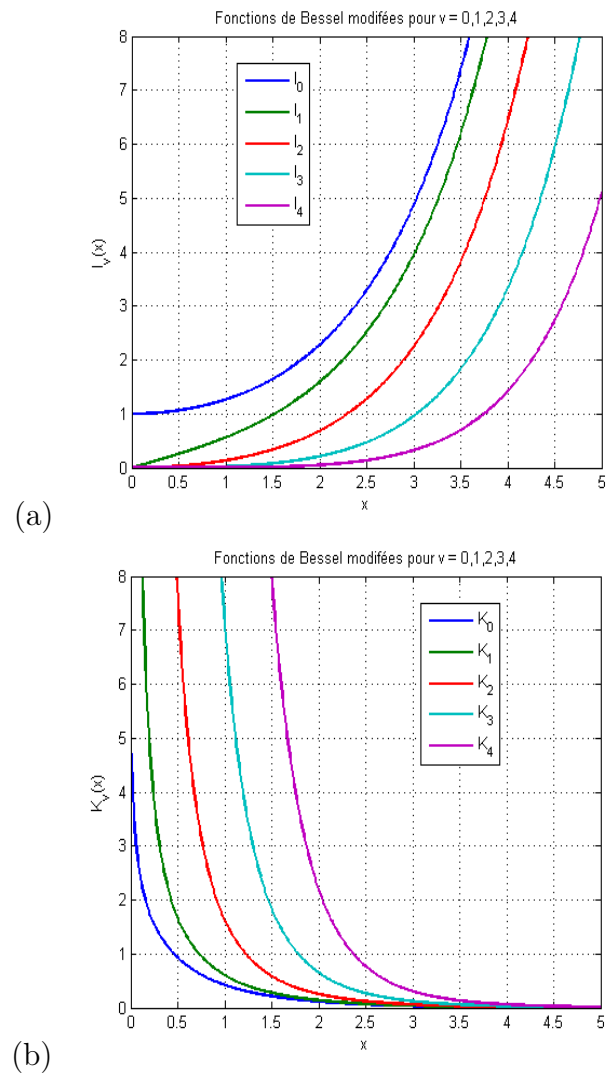 Fonctions de Bessel modifées pour v = 0,1,2,3,4
8
7
6
5
4
3
2
1
0
I_v(x)
I_0
I_1
I_2
I_3
I_4
0 0.5 1 1.5 2 2.5 3 3.5 4 4.5 5
x
(a)
Fonctions de Bessel modifées pour v = 0,1,2,3,4
8
7
6
5
4
3
2
1
0
K_v(x)
K_0
K_1
K_2
K_3
K_4
0 0.5 1 1.5 2 2.5 3 3.5 4 4.5 5
x
(b)